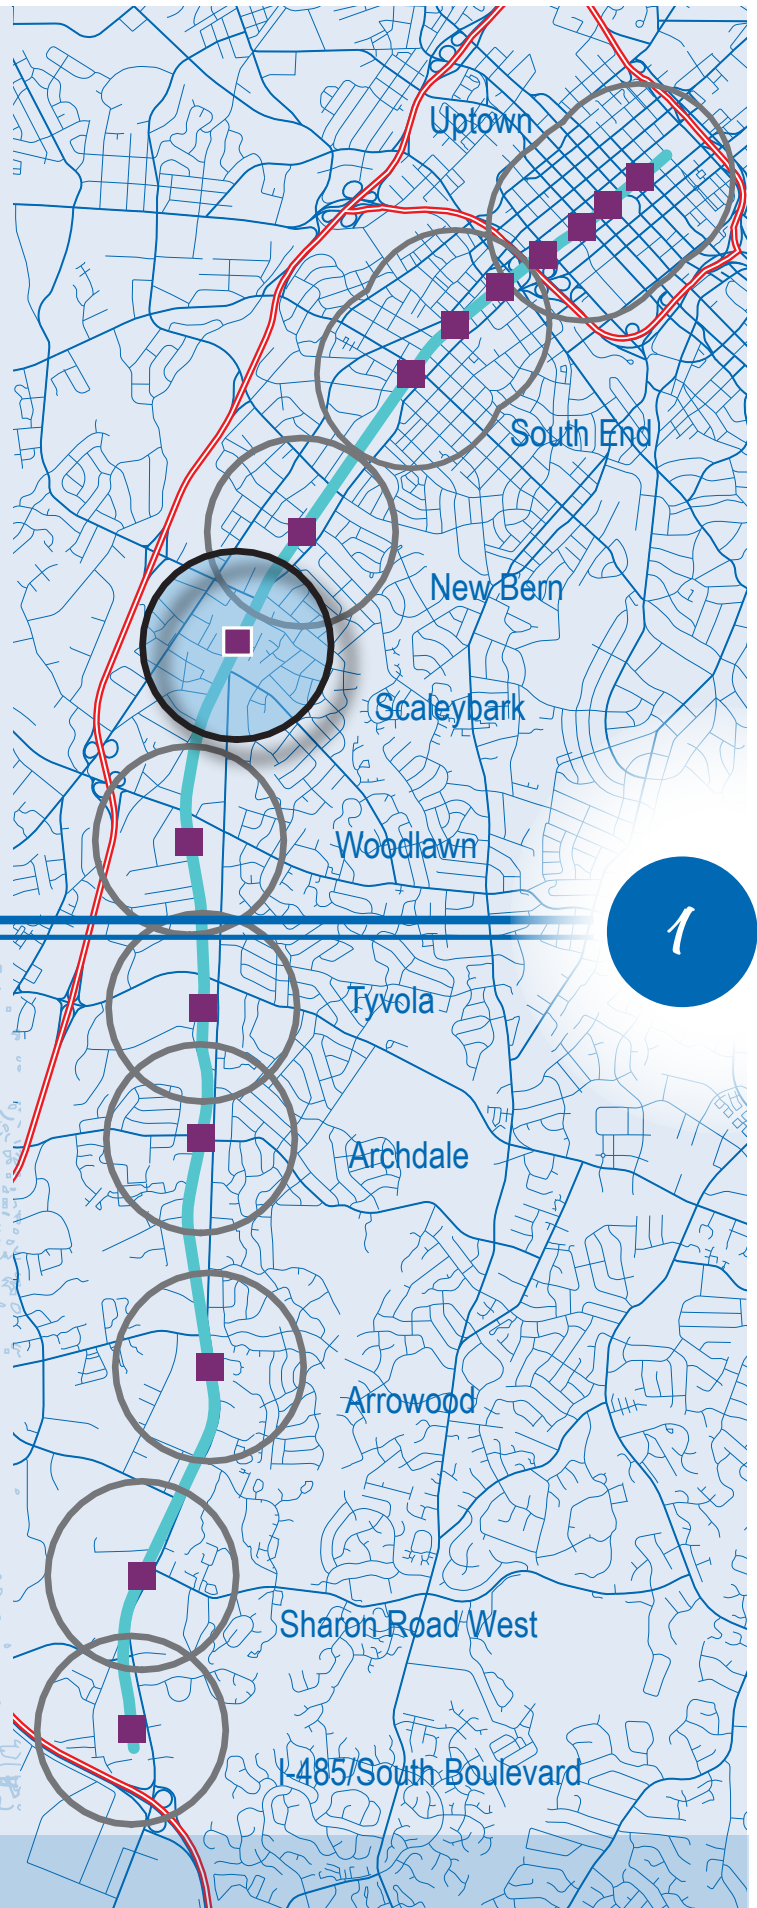 Uptown
South End
New Bern
Scaleybark
Woodlawn
1
Tyvola
Archdale
Arrowood
Sharon Road West
I-485/South Boulevard